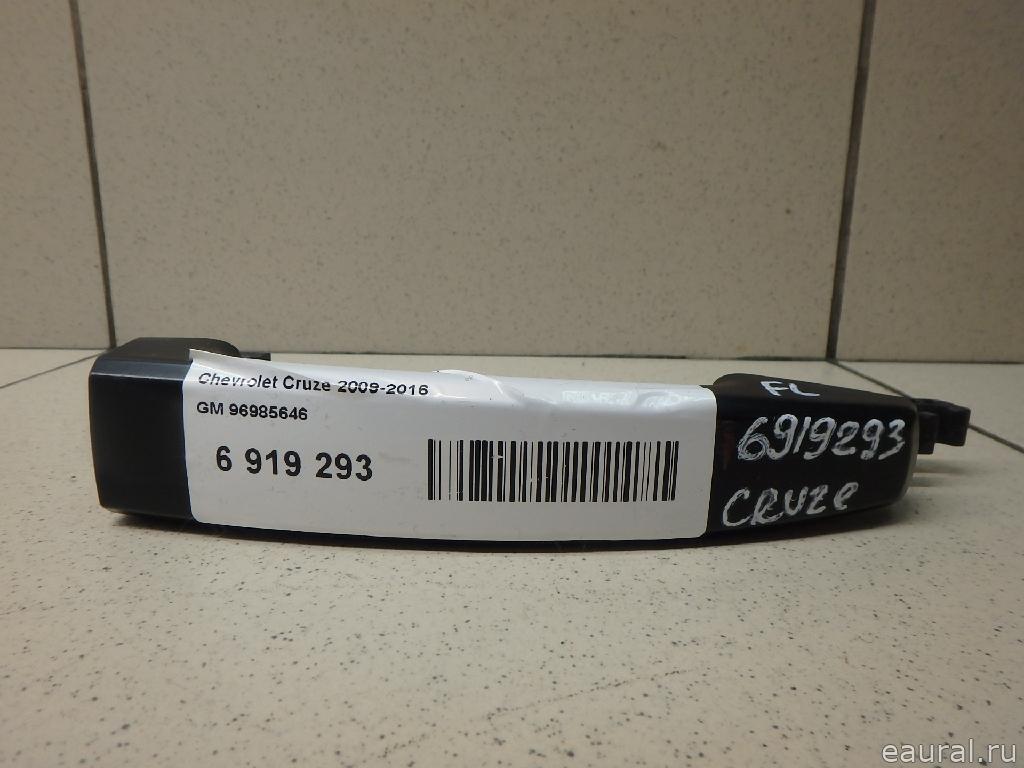 Chevrolet Cruze 2009-2016
GM 96985646
6 919 293
FL
6919293
CRUZe
eaural.ru